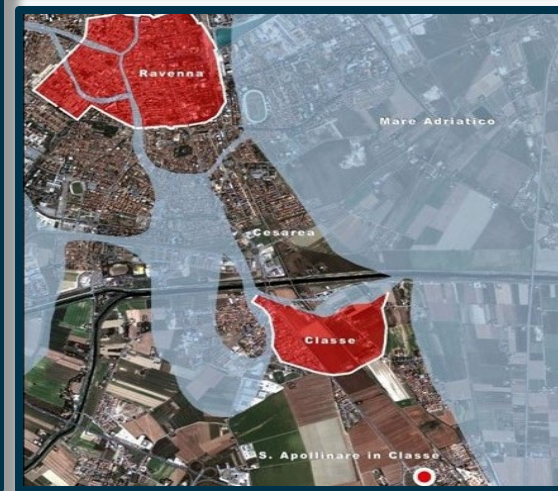 Ravenna
Mare Adriatico
Cesarea
Classe
S. Apollinare in Classe